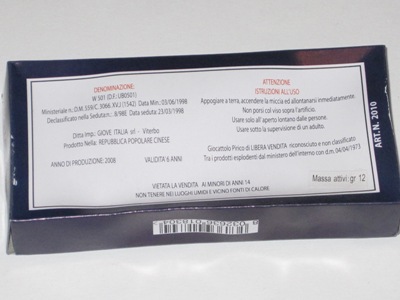 DENOMINAZIONE:
W 501 (D.F.: UB0501)
Ministeriale n.: D.M. 559/C. 3066. XV.J (1542) Data Min.: 03/06/1998
Declassificato nella Seduta n.: 8/98E Data seduta: 23/03/1998
Ditta Imp.: GIOVE ITALIA srl - Viterbo
Prodotto Nella: REPUBBLICA POPOLARE CINESE
ANNO DI PRODUZIONE: 2008 VALIDITÀ 6 ANNI
ATTENZIONE
ISTRUZIONI ALL'USO
Appogiare a terra, accendere la miccia ed allontanarsi immediatamente.
Non porsi col viso sopra l'artificio.
Usare solo all'aperto lontano dalle persone.
Usare sotto la supervisione di un adulto.
Giocattolo Pirico di LIBERA VENDITA riconosciuto e non classificato
Tra i prodotti esplodenti dal ministero dell'interno con d.m. 04/04/1973
Massa attivi: gr 12
VIETATA LA VENDITA AI MINORI DI ANNI 14
NON TENERE NEI LUOGHI UMIDI E VICINO FONTI DI CALORE
ART. N. 2010